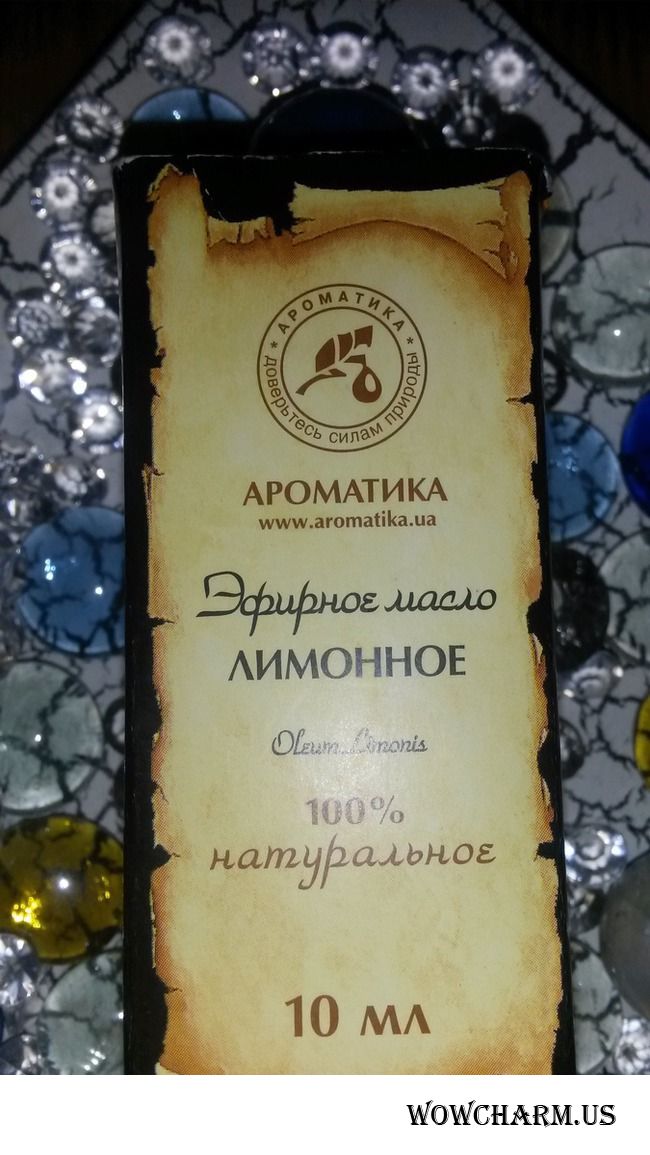 * АРОМАТИКА *
доверьтесь силам природы
АРОМАТИКА
www.aromatika.ua
Эфирное масло
ЛИМОННОЕ
Oleum Limonis
100%
натуральное
10 мл
WOWCHARM.US